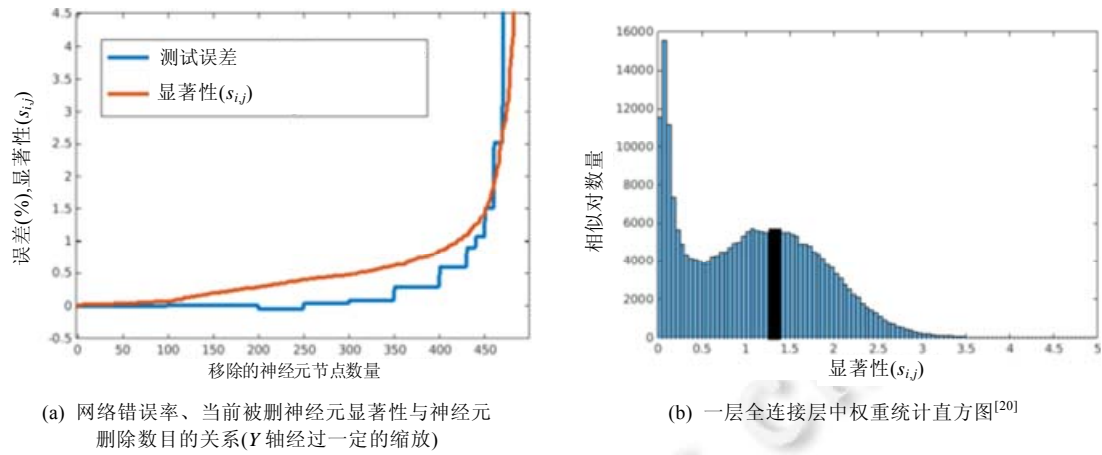 4.5
4
3.5
3
2.5
2
1.5
1
0.5
0
-0.5
误差(%),显著性(si,j)
测试误差
显著性(si,j)
0 50 100 150 200 250 300 350 400 450
移除的神经元节点数量
(a) 网络错误率、当前被删神经元显著性与神经元
删除数目的关系(Y 轴经过一定的缩放)
16000
14000
12000
10000
8000
6000
4000
2000
0
相似对数量
0 0.5 1 1.5 2 2.5 3 3.5 4 4.5 5
显著性(si,j)
(b) 一层全连接层中权重统计直方图[20]